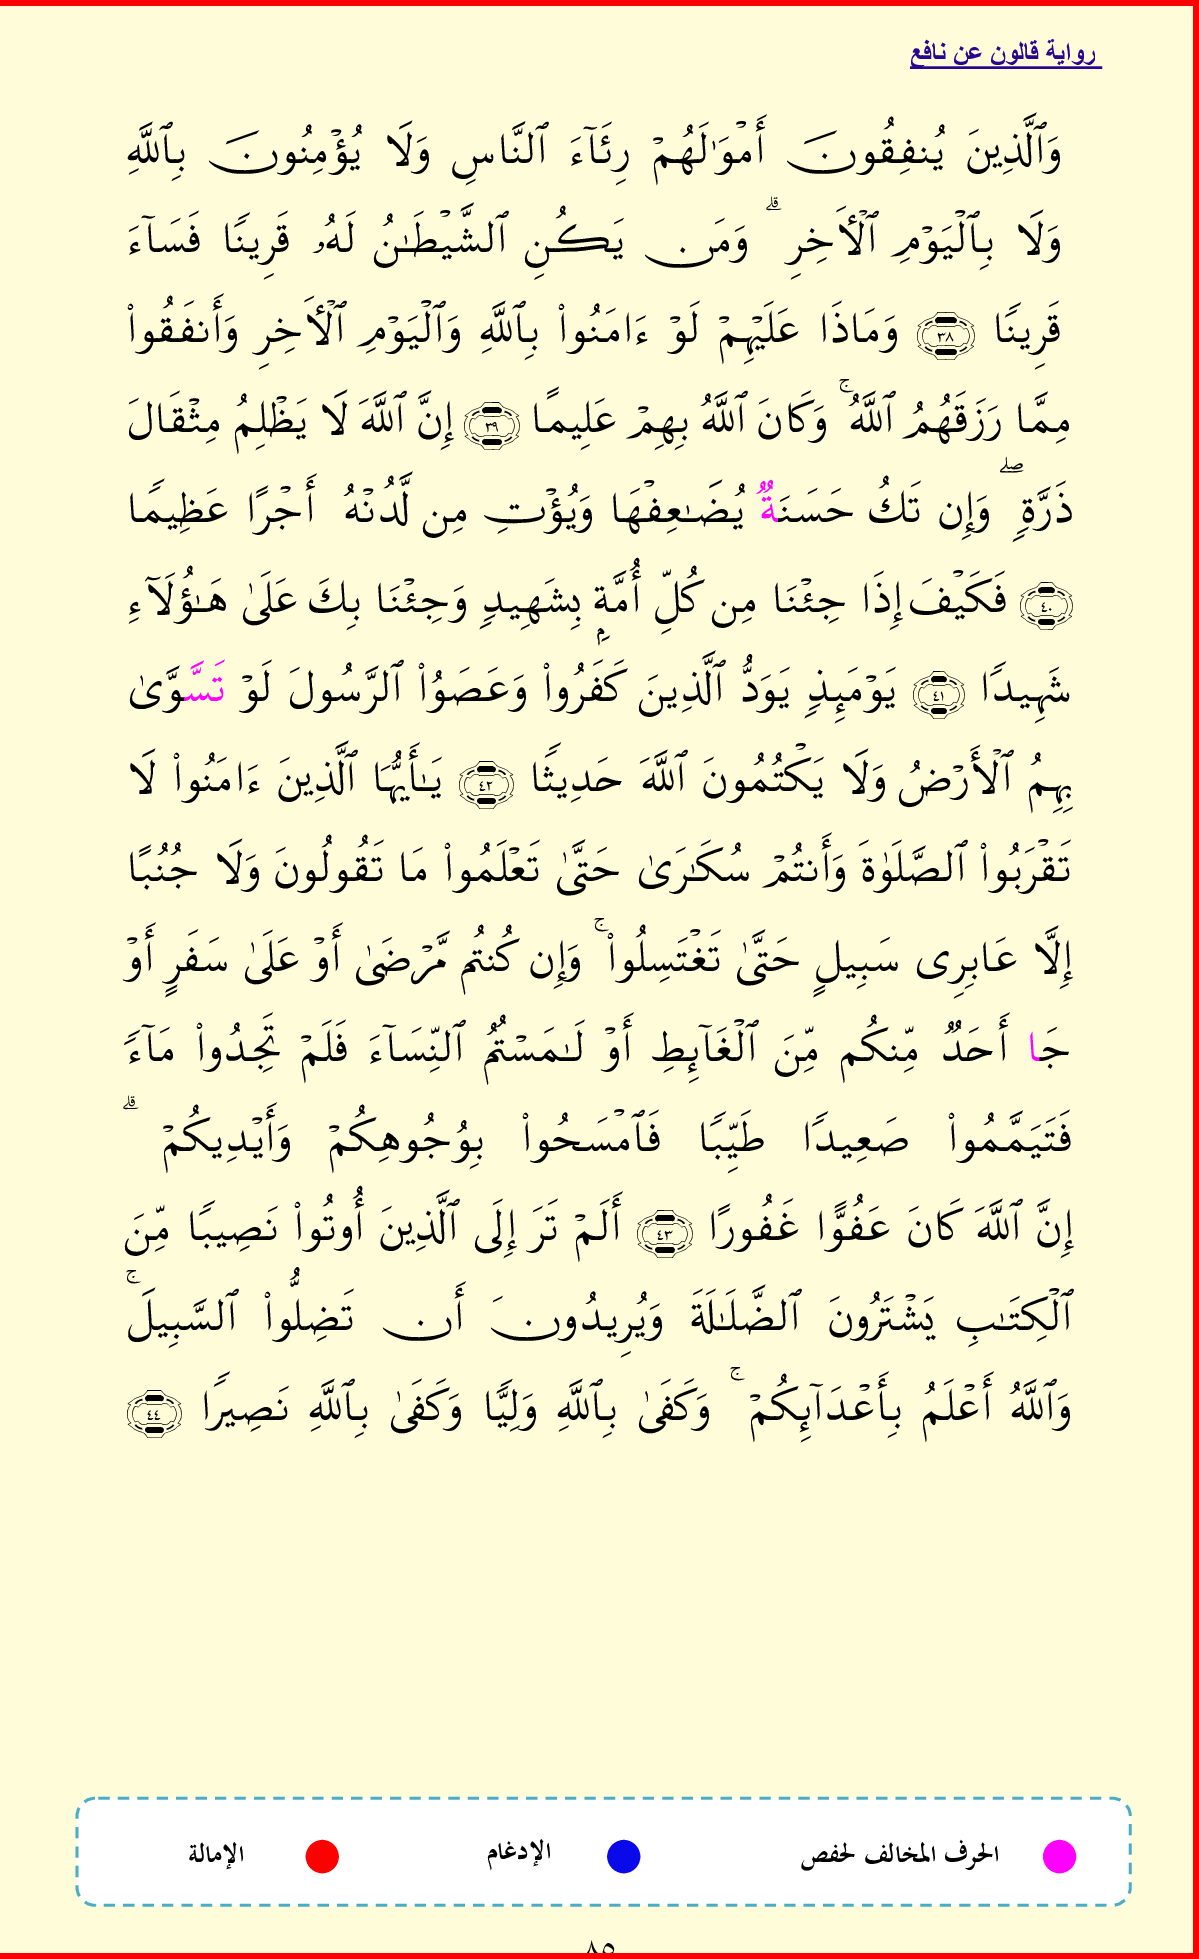 رواية قالون عن نافع
وَٱلَّذِينَ يُنفِقُونَ أَمْوَٰلَهُمْ رِئَآءَ ٱلنَّاسِ وَلَا يُؤْمِنُونَ بِٱللَّهِ
وَلَا بِٱلْيَوْمِ ٱلْأَخِرِ ۗ وَمَن يَكُنِ ٱلشَّيْطَٰنُ لَهُۥ قَرِينًا فَسَآءَ
قَرِينًا ٣٨ وَمَاذَا عَلَيْهِمْ لَوْ ءَامَنُوا۟ بِٱللَّهِ وَٱلْيَوْمِ ٱلْأَخِرِ وَأَنفَقُوا۟
مِمَّا رَزَقَهُمُ ٱللَّهُ ۚ وَكَانَ ٱللَّهُ بِهِمْ عَلِيمًا ٣٩ إِنَّ ٱللَّهَ لَا يَظْلِمُ مِثْقَالَ
ذَرَّةٍ ۖ وَإِن تَكُ حَسَنَةٌ يُضَٰعِفْهَا وَيُؤْتِ مِن لَّدُنْهُ أَجْرًا عَظِيمًا
٤٠ فَكَيْفَ إِذَا جِئْنَا مِن كُلِّ أُمَّةٍۭ بِشَهِيدٍ وَجِئْنَا بِكَ عَلَىٰ هَٰٓؤُلَآءِ
شَهِيدًا ٤١ يَوْمَئِذٍ يَوَدُّ ٱلَّذِينَ كَفَرُوا۟ وَعَصَوُا۟ ٱلرَّسُولَ لَوْ تَسَّوَّىٰ
بِهِمُ ٱلْأَرْضُ وَلَا يَكْتُمُونَ ٱللَّهَ حَدِيثًا ٤٢ يَٰٓأَيُّهَا ٱلَّذِينَ ءَامَنُوا۟ لَا
تَقْرَبُوا۟ ٱلصَّلَوٰةَ وَأَنتُمْ سُكَٰرَىٰ حَتَّىٰ تَعْلَمُوا۟ مَا تَقُولُونَ وَلَا جُنُبًا
إِلَّا عَابِرِى سَبِيلٍ حَتَّىٰ تَغْتَسِلُوا۟ ۚ وَإِن كُنتُم مَّرْضَىٰ أَوْ عَلَىٰ سَفَرٍ أَوْ
جَا أَحَدٌ مِّنكُم مِّنَ ٱلْغَآئِطِ أَوْ لَٰمَسْتُمُ ٱلنِّسَآءَ فَلَمْ تَجِدُوا۟ مَآءً
فَتَيَمَّمُوا۟ صَعِيدًا طَيِّبًا فَٱمْسَحُوا۟ بِوُجُوهِكُمْ وَأَيْدِيكُمْ ۗ
إِنَّ ٱللَّهَ كَانَ عَفُوًّا غَفُورًا ٤٣ أَلَمْ تَرَ إِلَى ٱلَّذِينَ أُوتُوا۟ نَصِيبًا مِّنَ
ٱلْكِتَٰبِ يَشْتَرُونَ ٱلضَّلَٰلَةَ وَيُرِيدُونَ أَن تَضِلُّوا۟ ٱلسَّبِيلَ ۚ
وَٱللَّهُ أَعْلَمُ بِأَعْدَآئِكُمْ ۚ وَكَفَىٰ بِٱللَّهِ وَلِيًّا وَكَفَىٰ بِٱللَّهِ نَصِيرًا ٤٤
الحرف المخالف لحفص الإدغام الإمالة
٨٥